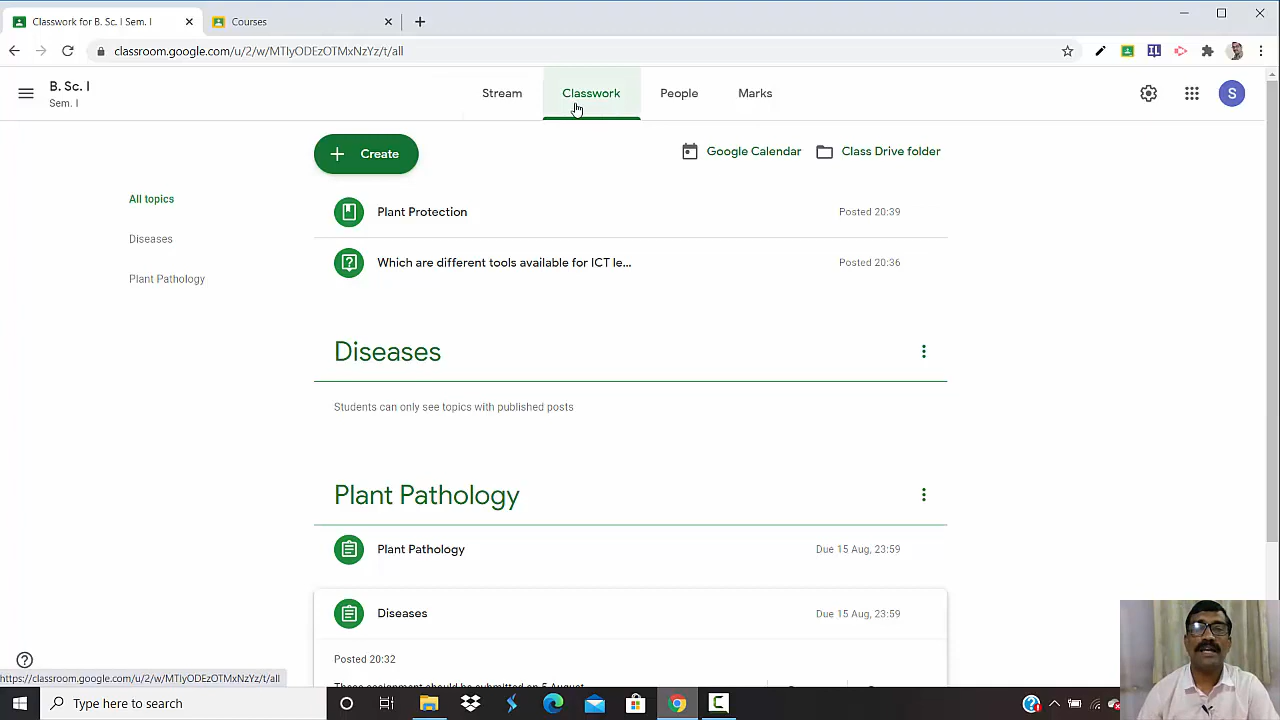 Classwork for B. Sc. I Sem. I
Courses
classroom.google.com/u/2/w/MTIyODEzOTMxNzYz/t/all
IL
B. Sc. I
Sem. I
Stream
Classwork
People
Marks
S
Create
Google Calendar
Class Drive folder
All topics
Diseases
Plant Pathology
Plant Protection
Posted 20:39
Which are different tools available for ICT le...
Posted 20:36
Diseases
Students can only see topics with published posts
Plant Pathology
Plant Pathology
Due 15 Aug, 23:59
Diseases
Due 15 Aug, 23:59
Posted 20:32
https://classroom.google.com/u/2/w/MTIyODEzOTMxNzYz/t/all
Type here to search